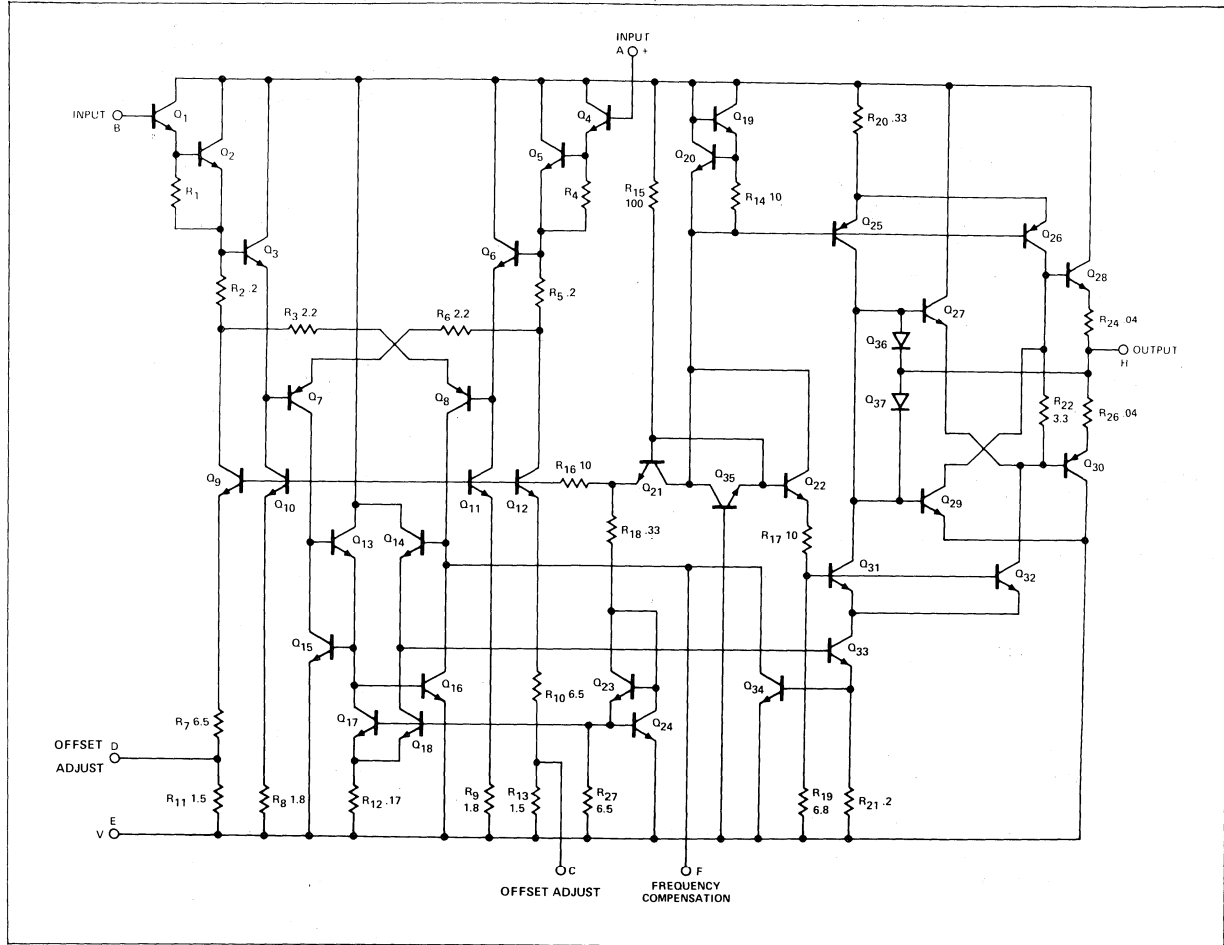 INPUT
A +
INPUT B
Q1
Q2
R1
Q3
R2 .2
R3 2.2
Q4
Q5
R4
Q6
R5 .2
R6 2.2
R15
100
Q19
Q20
R14 10
R20 .33
Q25
Q26
Q28
Q27
R24 .04
Q36
OUTPUT
H
Q37
R22
3.3
R26 .04
Q7
Q8
Q9
Q10
Q11
Q12
R16 10
Q21
Q35
Q22
Q29
Q30
R18 .33
R17 10
Q13
Q14
Q31
Q32
Q15
Q16
Q33
Q34
R10 6.5
Q23
Q24
Q17
Q18
R7 6.5
OFFSET D
ADJUST
R11 1.5
R8 1.8
R12 .17
R9
1.8
R13
1.5
R27
6.5
R19
6.8
R21 .2
E
V
C
OFFSET ADJUST
F
FREQUENCY
COMPENSATION